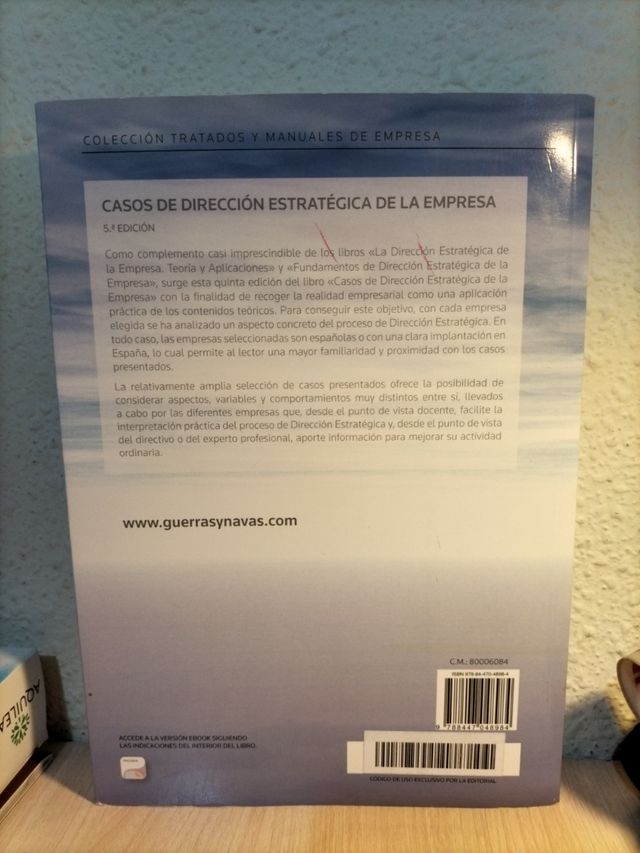 COLECCIÓN TRATADOS Y MANUALES DE EMPRESA
CASOS DE DIRECCIÓN ESTRATÉGICA DE LA EMPRESA
5.ª EDICIÓN
Como complemento casi imprescindible de los libros «La Dirección Estratégica de
la Empresa. Teoría y Aplicaciones» y «Fundamentos de Dirección Estratégica de la
Empresa», surge esta quinta edición del libro «Casos de Dirección Estratégica de la
Empresa» con la finalidad de recoger la realidad empresarial como una aplicación
práctica de los contenidos teóricos. Para conseguir este objetivo, con cada empresa
elegida se ha analizado un aspecto concreto del proceso de Dirección Estratégica. En
todo caso, las empresas seleccionadas son españolas o con una clara implantación en
España, lo cual permite al lector una mayor familiaridad y proximidad con los casos
presentados.
La relativamente amplia selección de casos presentados ofrece la posibilidad de
considerar aspectos, variables y comportamientos muy distintos entre sí, llevados
a cabo por las diferentes empresas que, desde el punto de vista docente, facilite la
interpretación práctica del proceso de Dirección Estratégica y, desde el punto de vista
del directivo o del experto profesional, aporte información para mejorar su actividad
ordinaria.
www.guerrasynavas.com
C.M.: 80006084
ISBN 978-84-470-4898-4
9 788447 048984
ACCEDE A LA VERSIÓN EBOOK SIGUIENDO
LAS INDICACIONES DEL INTERIOR DEL LIBRO.
CÓDIGO DE USO EXCLUSIVO POR LA EDITORIAL
AQUILEA